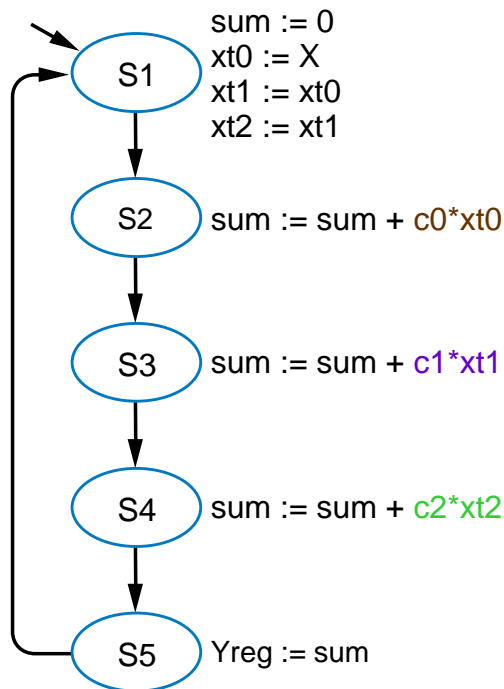 sum := 0
xt0 := X
S1
xt1 := xt0
xt2 := xt1
S2
sum := sum + c0*xt0
S3
sum := sum + c1*xt1
S4
sum := sum + c2*xt2
S5
Yreg := sum